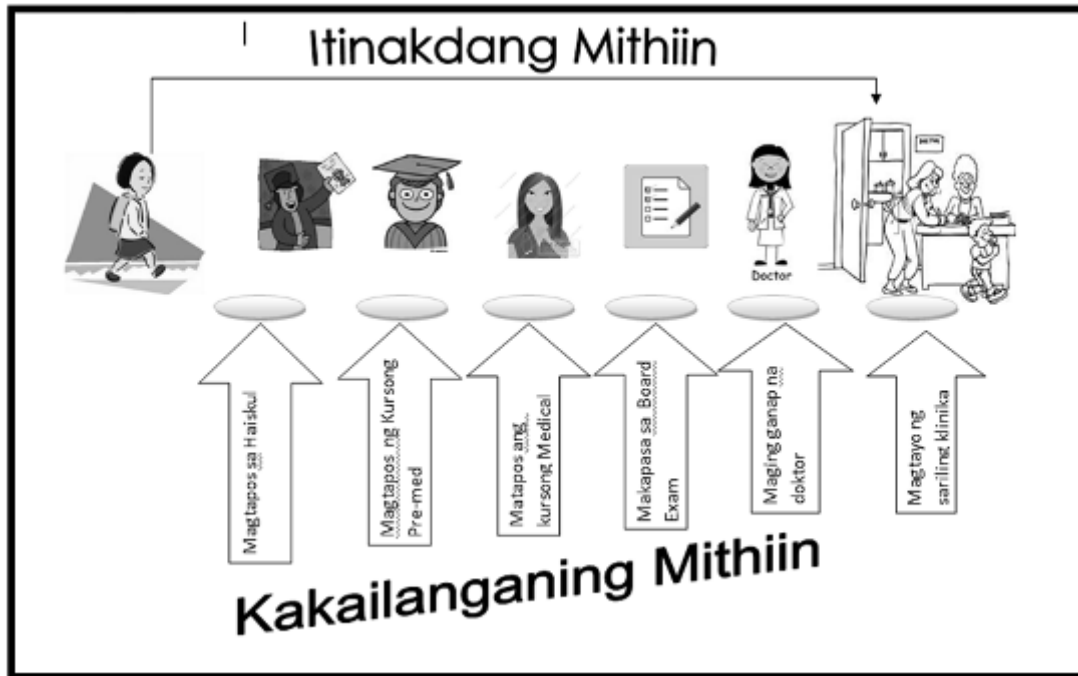 Itinakdang Mithiin
Doctor
Magtapos sa Haiskul
Magtapos ng Kursong
Pre-med
Matapos ang
kursong Medical
Makapasa sa Board
Exam
Maging ganap na
doktor
Magtayo ng
sariling klinika
Kakailanganing Mithiin